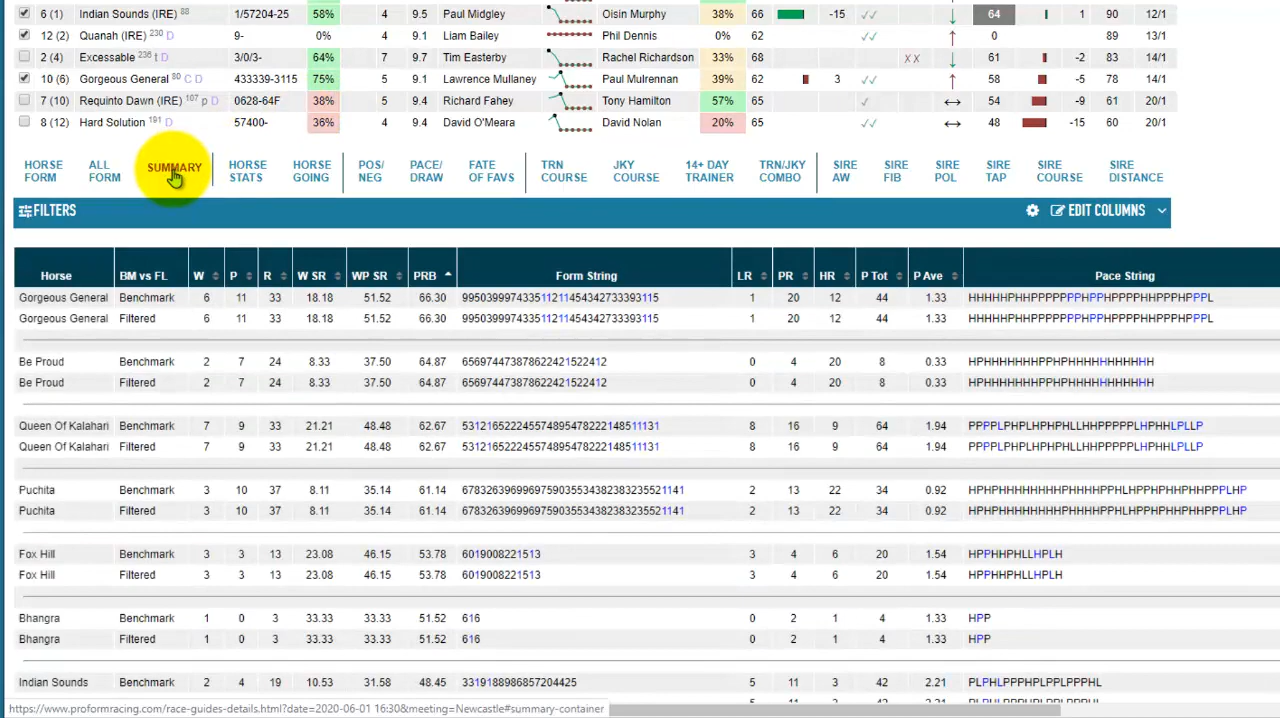 6 (1) Indian Sounds (IRE) 88 1/57204-25 58% 4 9.5 Paul Midgley Oisin Murphy 38% 66 -15 ✓✓ ↓ 64 1 90 12/1
12 (2) Quanah (IRE) 230 D 9- 0% 4 9.1 Liam Bailey Phil Dennis 0% 62 ✓✓ ↑ 0 89 13/1
2 (4) Excessable 236 t D 3/0/3- 64% 7 9.7 Tim Easterby Rachel Richardson 33% 68 XX ↓ 61 -2 83 14/1
10 (6) Gorgeous General 80 C D 433339-3115 75% 5 9.1 Lawrence Mullaney Paul Mulrennan 39% 62 3 ✓✓ ↑ 58 -5 78 14/1
7 (10) Requinto Dawn (IRE) 107 p D 0628-64F 38% 5 9.4 Richard Fahey Tony Hamilton 57% 65 ✓ ↔ 54 -9 61 20/1
8 (12) Hard Solution 191 D 57400- 36% 4 9.4 David O'Meara David Nolan 20% 65 ✓✓ ↔ 48 -15 60 20/1
HORSE FORM ALL FORM SUMMARY HORSE STATS HORSE GOING POS/ NEG PACE/ DRAW FATE OF FAVS TRN COURSE JKY COURSE 14+ DAY TRAINER TRN/JKY COMBO SIRE AW SIRE FIB SIRE POL SIRE TAP SIRE COURSE SIRE DISTANCE
FILTERS EDIT COLUMNS
Horse BM vs FL W P R W SR WP SR PRB Form String LR PR HR P Tot P Ave Pace String
Gorgeous General Benchmark 6 11 33 18.18 51.52 66.30 995039997433511211454342733393115 1 20 12 44 1.33 HHHHHPHHPPPPPPPHPPHPPPPHHPPPHPPPL
Gorgeous General Filtered 6 11 33 18.18 51.52 66.30 995039997433511211454342733393115 1 20 12 44 1.33 HHHHHPHHPPPPPPPHPPHPPPPHHPPPHPPPL
Be Proud Benchmark 2 7 24 8.33 37.50 64.87 656974473878622421522412 0 4 20 8 0.33 HPHHHHHHHPPHPHHHHHHHHHHH
Be Proud Filtered 2 7 24 8.33 37.50 64.87 656974473878622421522412 0 4 20 8 0.33 HPHHHHHHHPPHPHHHHHHHHHHH
Queen Of Kalahari Benchmark 7 9 33 21.21 48.48 62.67 531216522245574895478222148511131 8 16 9 64 1.94 PPPPLPHPLPHPHPHLLHHPPPPPLHPHHLPLLP
Queen Of Kalahari Filtered 7 9 33 21.21 48.48 62.67 531216522245574895478222148511131 8 16 9 64 1.94 PPPPLPHPLPHPHPHLLHHPPPPPLHPHHLPLLP
Puchita Benchmark 3 10 37 8.11 35.14 61.14 6783263969969759035534382383235521141 2 13 22 34 0.92 HPHPHHHHHHHHPHHHHPPHLHPPHHPHHPPPLHP
Puchita Filtered 3 10 37 8.11 35.14 61.14 6783263969969759035534382383235521141 2 13 22 34 0.92 HPHPHHHHHHHHPHHHHPPHLHPPHHPHHPPPLHP
Fox Hill Benchmark 3 3 13 23.08 46.15 53.78 6019008221513 3 4 6 20 1.54 HPPHHPHLLHPLH
Fox Hill Filtered 3 3 13 23.08 46.15 53.78 6019008221513 3 4 6 20 1.54 HPPHHPHLLHPLH
Bhangra Benchmark 1 0 3 33.33 33.33 51.52 616 0 2 1 4 1.33 HPP
Bhangra Filtered 1 0 3 33.33 33.33 51.52 616 0 2 1 4 1.33 HPP
Indian Sounds Benchmark 2 4 19 10.53 31.58 48.45 3319188986857204425 5 11 3 42 2.21 PLPHLPPPHPLPPLPPPHL
https://www.proformracing.com/race-guides-details.html?date=2020-06-01 16:30&meeting=Newcastle#summary-container